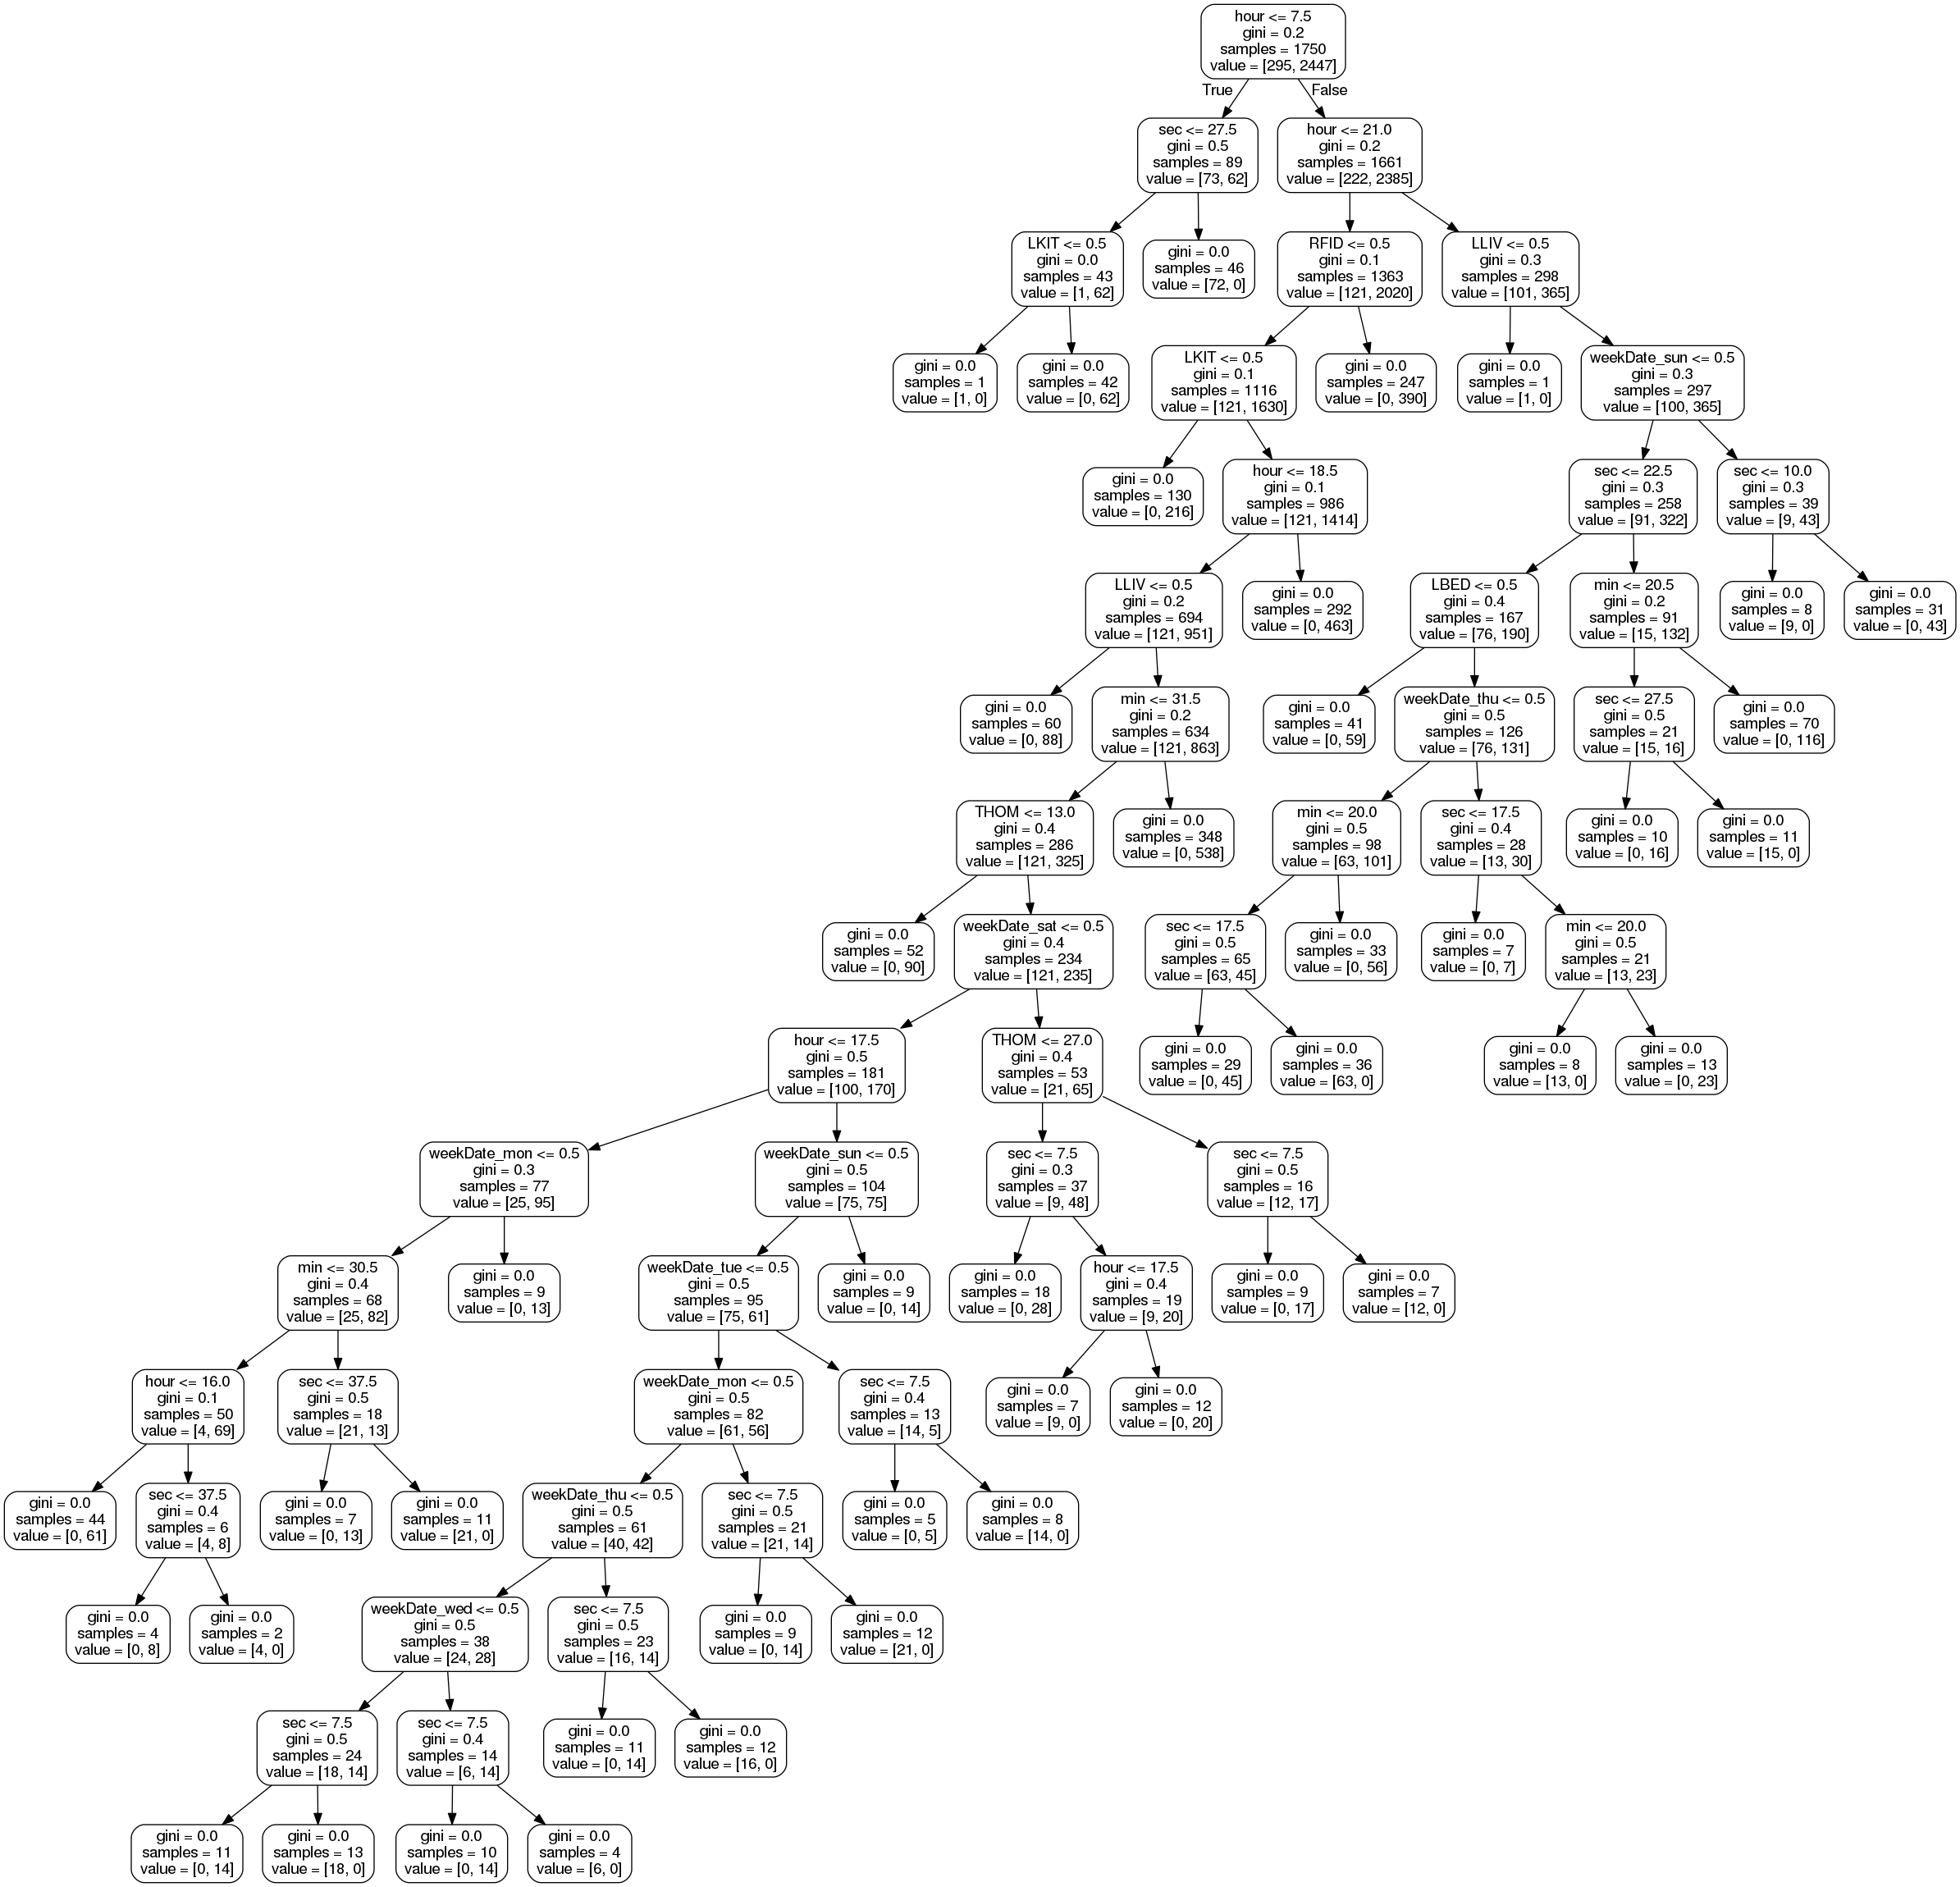 hour <= 7.5
gini = 0.2
samples = 1750
value = [295, 2447]
True
False
sec <= 27.5
gini = 0.5
samples = 89
value = [73, 62]
hour <= 21.0
gini = 0.2
samples = 1661
value = [222, 2385]
LKIT <= 0.5
gini = 0.0
samples = 43
value = [1, 62]
gini = 0.0
samples = 46
value = [72, 0]
RFID <= 0.5
gini = 0.1
samples = 1363
value = [121, 2020]
LLIV <= 0.5
gini = 0.3
samples = 298
value = [101, 365]
gini = 0.0
samples = 1
value = [1, 0]
gini = 0.0
samples = 42
value = [0, 62]
LKIT <= 0.5
gini = 0.1
samples = 1116
value = [121, 1630]
gini = 0.0
samples = 247
value = [0, 390]
gini = 0.0
samples = 1
value = [1, 0]
weekDate_sun <= 0.5
gini = 0.3
samples = 297
value = [100, 365]
gini = 0.0
samples = 130
value = [0, 216]
hour <= 18.5
gini = 0.1
samples = 986
value = [121, 1414]
sec <= 22.5
gini = 0.3
samples = 258
value = [91, 322]
sec <= 10.0
gini = 0.3
samples = 39
value = [9, 43]
LLIV <= 0.5
gini = 0.2
samples = 694
value = [121, 951]
gini = 0.0
samples = 292
value = [0, 463]
LBED <= 0.5
gini = 0.4
samples = 167
value = [76, 190]
min <= 20.5
gini = 0.2
samples = 91
value = [15, 132]
gini = 0.0
samples = 8
value = [9, 0]
gini = 0.0
samples = 31
value = [0, 43]
gini = 0.0
samples = 60
value = [0, 88]
min <= 31.5
gini = 0.2
samples = 634
value = [121, 863]
gini = 0.0
samples = 41
value = [0, 59]
weekDate_thu <= 0.5
gini = 0.5
samples = 126
value = [76, 131]
sec <= 27.5
gini = 0.5
samples = 21
value = [15, 16]
gini = 0.0
samples = 70
value = [0, 116]
THOM <= 13.0
gini = 0.4
samples = 286
value = [121, 325]
gini = 0.0
samples = 348
value = [0, 538]
min <= 20.0
gini = 0.5
samples = 98
value = [63, 101]
sec <= 17.5
gini = 0.4
samples = 28
value = [13, 30]
gini = 0.0
samples = 10
value = [0, 16]
gini = 0.0
samples = 11
value = [15, 0]
gini = 0.0
samples = 52
value = [0, 90]
weekDate_sat <= 0.5
gini = 0.4
samples = 234
value = [121, 235]
sec <= 17.5
gini = 0.5
samples = 65
value = [63, 45]
gini = 0.0
samples = 33
value = [0, 56]
gini = 0.0
samples = 7
value = [0, 7]
min <= 20.0
gini = 0.5
samples = 21
value = [13, 23]
hour <= 17.5
gini = 0.5
samples = 181
value = [100, 170]
THOM <= 27.0
gini = 0.4
samples = 53
value = [21, 65]
gini = 0.0
samples = 29
value = [0, 45]
gini = 0.0
samples = 36
value = [63, 0]
gini = 0.0
samples = 8
value = [13, 0]
gini = 0.0
samples = 13
value = [0, 23]
weekDate_mon <= 0.5
gini = 0.3
samples = 77
value = [25, 95]
weekDate_sun <= 0.5
gini = 0.5
samples = 104
value = [75, 75]
sec <= 7.5
gini = 0.3
samples = 37
value = [9, 48]
sec <= 7.5
gini = 0.5
samples = 16
value = [12, 17]
min <= 30.5
gini = 0.4
samples = 68
value = [25, 82]
gini = 0.0
samples = 9
value = [0, 13]
weekDate_tue <= 0.5
gini = 0.5
samples = 95
value = [75, 61]
gini = 0.0
samples = 9
value = [0, 14]
gini = 0.0
samples = 18
value = [0, 28]
hour <= 17.5
gini = 0.4
samples = 19
value = [9, 20]
gini = 0.0
samples = 9
value = [0, 17]
gini = 0.0
samples = 7
value = [12, 0]
hour <= 16.0
gini = 0.1
samples = 50
value = [4, 69]
sec <= 37.5
gini = 0.5
samples = 18
value = [21, 13]
weekDate_mon <= 0.5
gini = 0.5
samples = 82
value = [61, 56]
sec <= 7.5
gini = 0.4
samples = 13
value = [14, 5]
gini = 0.0
samples = 7
value = [9, 0]
gini = 0.0
samples = 12
value = [0, 20]
gini = 0.0
samples = 44
value = [0, 61]
sec <= 37.5
gini = 0.4
samples = 6
value = [4, 8]
gini = 0.0
samples = 7
value = [0, 13]
gini = 0.0
samples = 11
value = [21, 0]
weekDate_thu <= 0.5
gini = 0.5
samples = 61
value = [40, 42]
sec <= 7.5
gini = 0.5
samples = 21
value = [21, 14]
gini = 0.0
samples = 5
value = [0, 5]
gini = 0.0
samples = 8
value = [14, 0]
gini = 0.0
samples = 4
value = [0, 8]
gini = 0.0
samples = 2
value = [4, 0]
weekDate_wed <= 0.5
gini = 0.5
samples = 38
value = [24, 28]
sec <= 7.5
gini = 0.5
samples = 23
value = [16, 14]
gini = 0.0
samples = 9
value = [0, 14]
gini = 0.0
samples = 12
value = [21, 0]
sec <= 7.5
gini = 0.5
samples = 24
value = [18, 14]
sec <= 7.5
gini = 0.4
samples = 14
value = [6, 14]
gini = 0.0
samples = 11
value = [0, 14]
gini = 0.0
samples = 12
value = [16, 0]
gini = 0.0
samples = 11
value = [0, 14]
gini = 0.0
samples = 13
value = [18, 0]
gini = 0.0
samples = 10
value = [0, 14]
gini = 0.0
samples = 4
value = [6, 0]